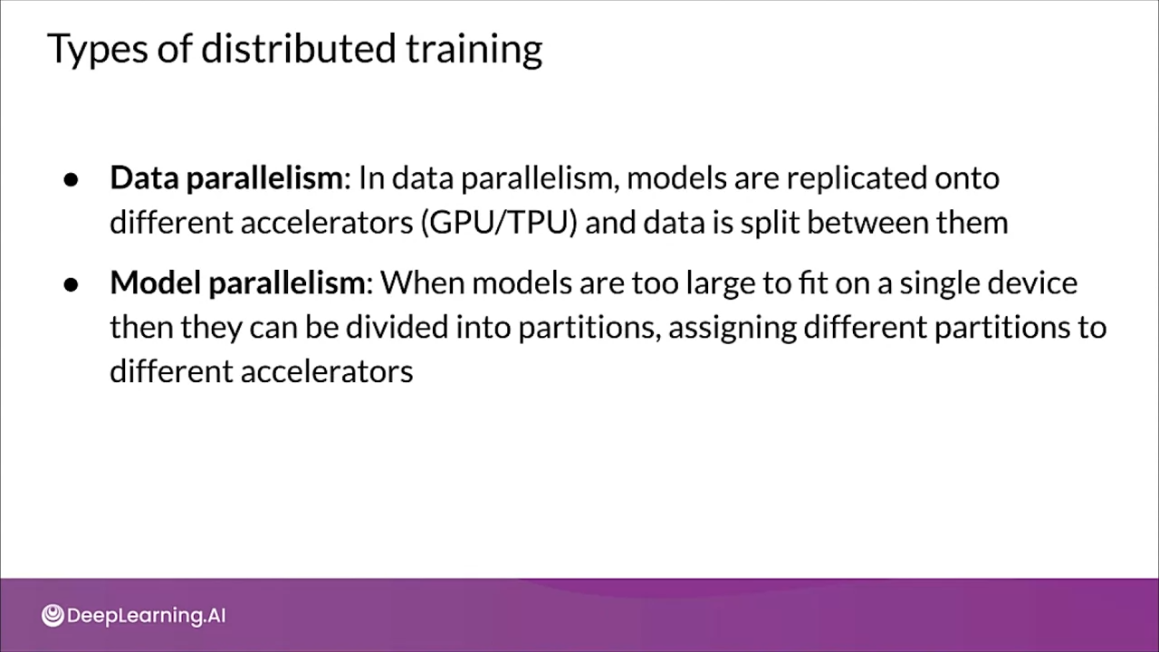 Types of distributed training
● Data parallelism: In data parallelism, models are replicated onto
different accelerators (GPU/TPU) and data is split between them
● Model parallelism: When models are too large to fit on a single device
then they can be divided into partitions, assigning different partitions to
different accelerators
DeepLearning.AI